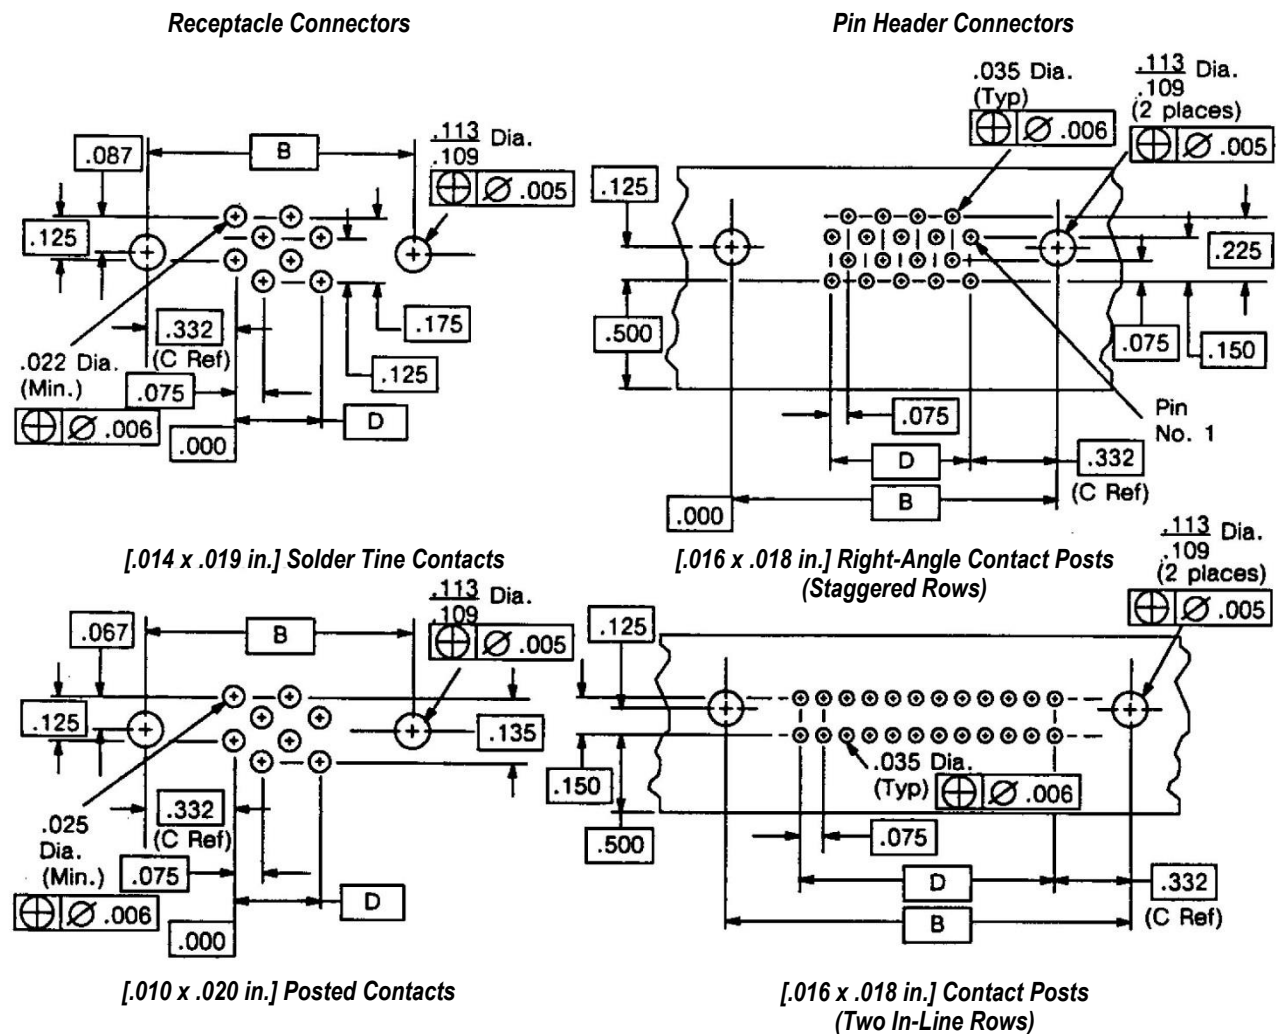 Receptacle Connectors
Pin Header Connectors
.087
B
.113
.109
Dia.
⌖ Ø .005
.125
.332
(C Ref)
.175
.125
.022 Dia.
(Min.)
⌖ Ø .006
.075
.000
D
[.014 x .019 in.] Solder Tine Contacts
.035 Dia.
(Typ)
⌖ Ø .006
.113
.109
Dia.
(2 places)
⌖ Ø .005
.125
.225
.500
.075
.150
.075
Pin
No. 1
D
.332
(C Ref)
B
.000
[.016 x .018 in.] Right-Angle Contact Posts
(Staggered Rows)
.067
B
.113
.109
Dia.
⌖ Ø .005
.125
.135
.332
(C Ref)
.025
Dia.
(Min.)
⌖ Ø .006
.075
D
.000
[.010 x .020 in.] Posted Contacts
.113
.109
Dia.
(2 places)
⌖ Ø .005
.125
.150
.035 Dia.
(Typ)
⌖ Ø .006
.500
.075
D
.332
(C Ref)
B
[.016 x .018 in.] Contact Posts
(Two In-Line Rows)